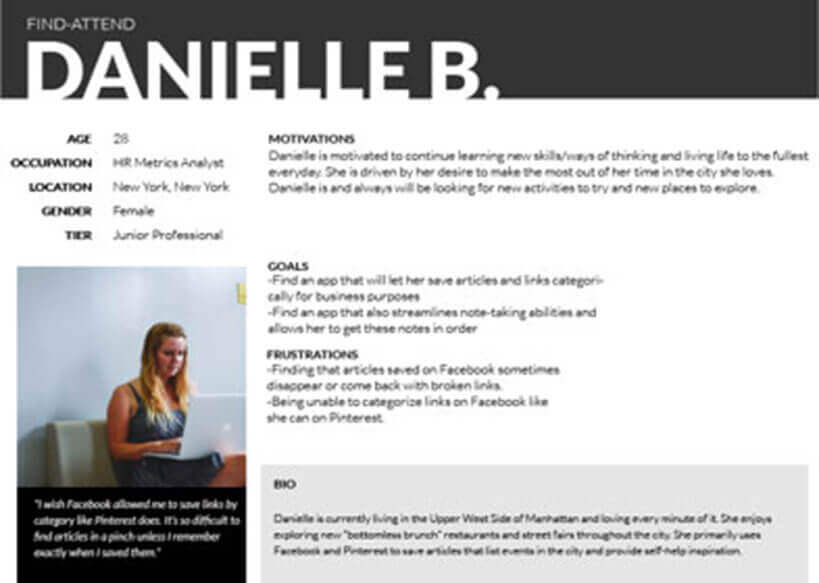 FIND-ATTEND
DANIELLE B.
AGE 28
OCCUPATION HR Metrics Analyst
LOCATION New York, New York
GENDER Female
TIER Junior Professional
MOTIVATIONS
Danielle is motivated to continue learning new skills/ways of thinking and living life to the fullest
everyday. She is driven by her desire to make the most out of her time in the city she loves.
Danielle is and always will be looking for new activities to try and new places to explore.
GOALS
-Find an app that will let her save articles and links categori-
cally for business purposes
-Find an app that also streamlines note-taking abilities and
allows her to get these notes in order
FRUSTRATIONS
-Finding that articles saved on Facebook sometimes
disappear or come back with broken links.
-Being unable to categorize links on Facebook like
she can on Pinterest.
"I wish Facebook allowed me to save links by
category like Pinterest does. It's so difficult to
find articles in a pinch unless I remember
exactly when I saved them."
BIO
Danielle is currently living in the Upper West Side of Manhattan and loving every minute of it. She enjoys
exploring new "bottomless brunch" restaurants and street fairs throughout the city. She primarily uses
Facebook and Pinterest to save articles that list events in the city and provide self-help inspiration.